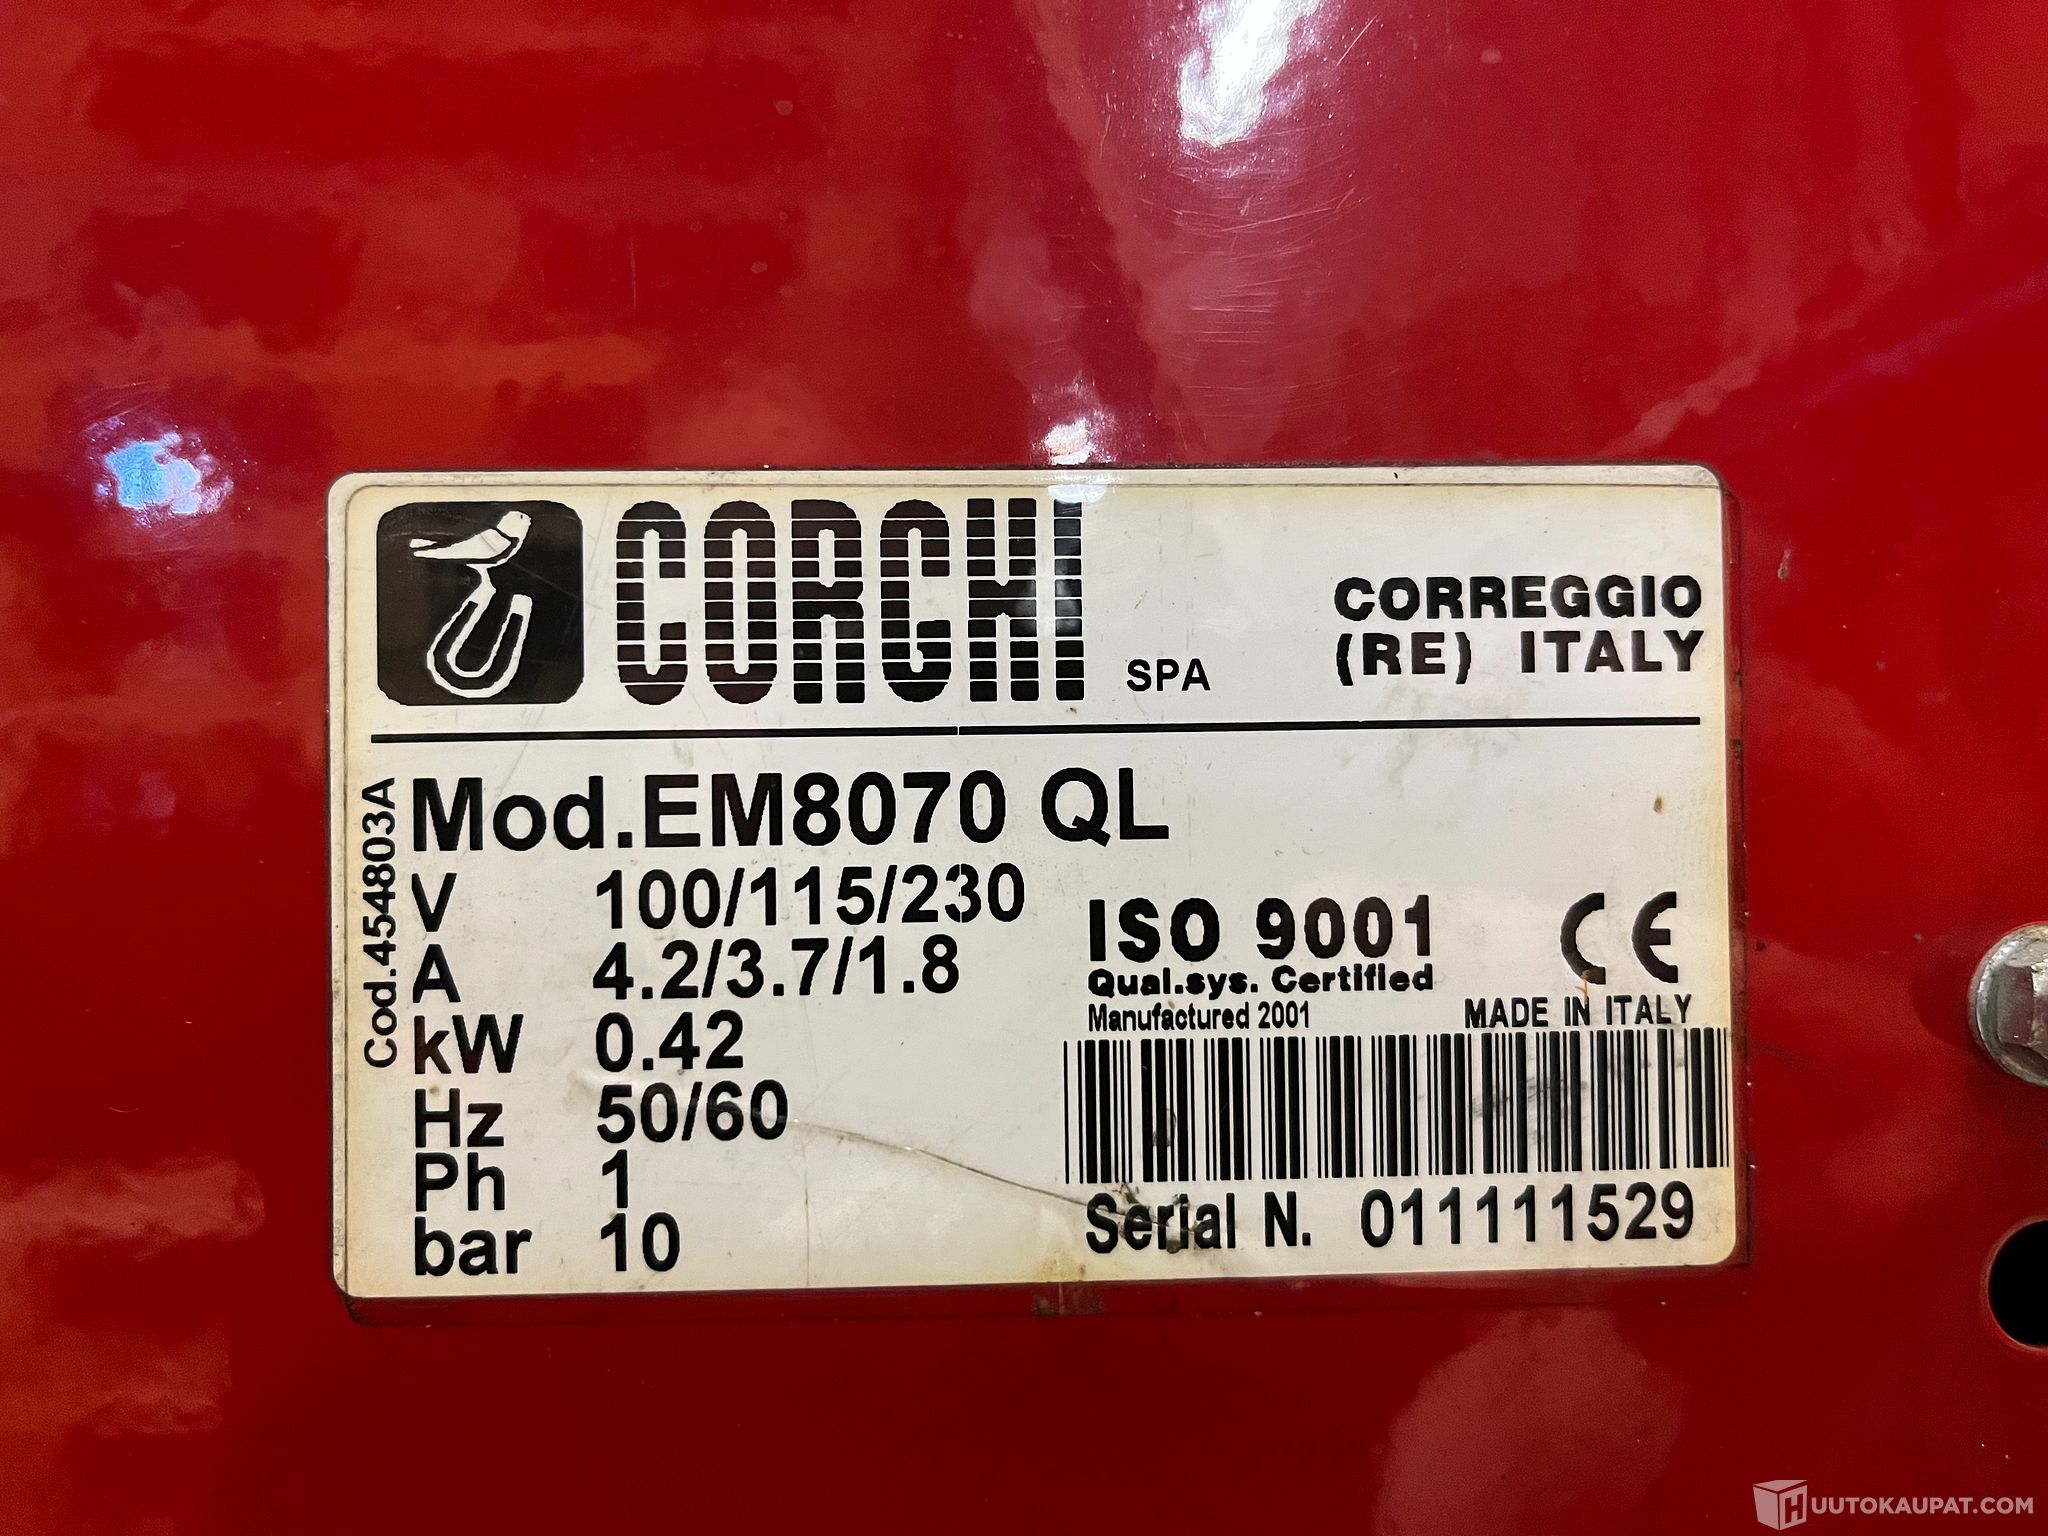 CORGHI SPA
CORREGGIO
(RE) ITALY
Cod.454803A
Mod.EM8070 QL
V 100/115/230
A 4.2/3.7/1.8
kW 0.42
Hz 50/60
Ph 1
bar 10
ISO 9001 CE
Qual.sys. Certified
Manufactured 2001 MADE IN ITALY
Serial N. 011111529
HUUTOKAUPAT.COM